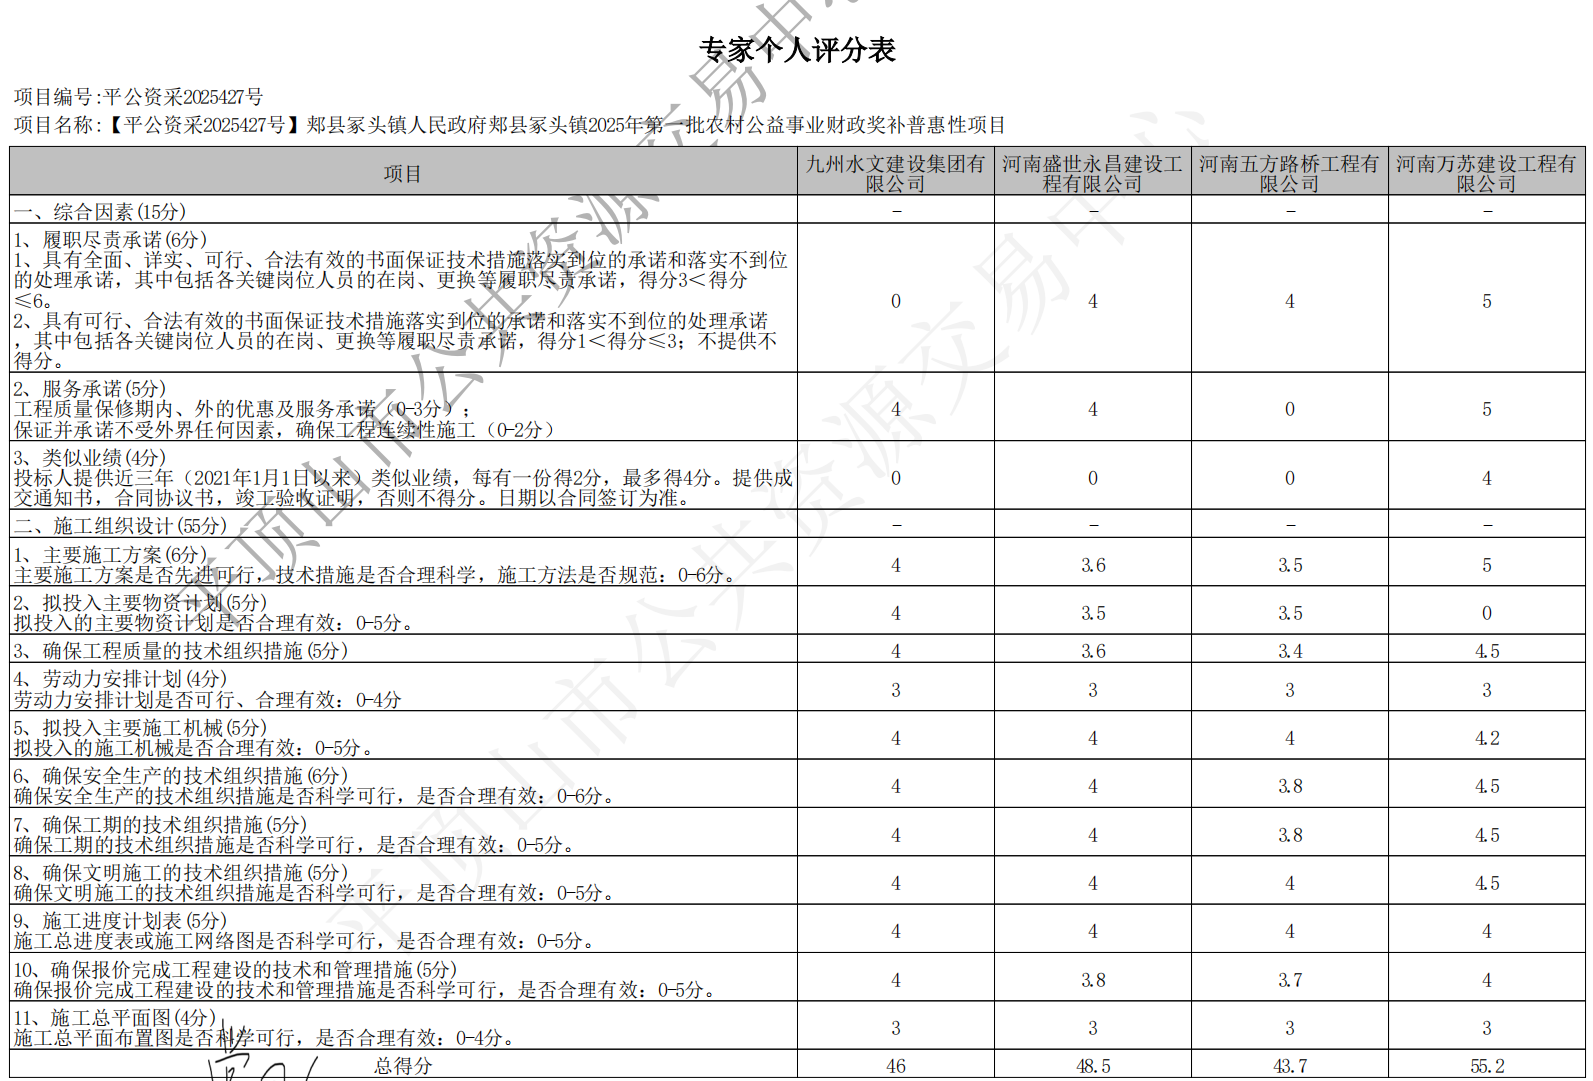 专家个人评分表
项目编号:平公资采2025427号
项目名称:【平公资采2025427号】郏县冢头镇人民政府郏县冢头镇2025年第一批农村公益事业财政奖补普惠性项目
项目
九州水文建设集团有
限公司
河南盛世永昌建设工
程有限公司
河南五方路桥工程有
限公司
河南万苏建设工程有
限公司
一、综合因素(15分)
-
-
-
-
1、履职尽责承诺(6分)
1、具有全面、详实、可行、合法有效的书面保证技术措施落实到位的承诺和落实不到位
的处理承诺，其中包括各关键岗位人员的在岗、更换等履职尽责承诺，得分3＜得分
≤6。
2、具有可行、合法有效的书面保证技术措施落实到位的承诺和落实不到位的处理承诺
，其中包括各关键岗位人员的在岗、更换等履职尽责承诺，得分1＜得分≤3；不提供不
得分。
0
4
4
5
2、服务承诺(5分)
工程质量保修期内、外的优惠及服务承诺（0-3分）；
保证并承诺不受外界任何因素，确保工程连续性施工（0-2分）
4
4
0
5
3、类似业绩(4分)
投标人提供近三年（2021年1月1日以来）类似业绩，每有一份得2分，最多得4分。提供成
交通知书，合同协议书，竣工验收证明，否则不得分。日期以合同签订为准。
0
0
0
4
二、施工组织设计(55分)
-
-
-
-
1、主要施工方案(6分)
主要施工方案是否先进可行，技术措施是否合理科学，施工方法是否规范：0-6分。
4
3.6
3.5
5
2、拟投入主要物资计划(5分)
拟投入的主要物资计划是否合理有效：0-5分。
4
3.5
3.5
0
3、确保工程质量的技术组织措施(5分)
4
3.6
3.4
4.5
4、劳动力安排计划(4分)
劳动力安排计划是否可行、合理有效：0-4分
3
3
3
3
5、拟投入主要施工机械(5分)
拟投入的施工机械是否合理有效：0-5分。
4
4
4
4.2
6、确保安全生产的技术组织措施(6分)
确保安全生产的技术组织措施是否科学可行，是否合理有效：0-6分。
4
4
3.8
4.5
7、确保工期的技术组织措施(5分)
确保工期的技术组织措施是否科学可行，是否合理有效：0-5分。
4
4
3.8
4.5
8、确保文明施工的技术组织措施(5分)
确保文明施工的技术组织措施是否科学可行，是否合理有效：0-5分。
4
4
4
4.5
9、施工进度计划表(5分)
施工总进度表或施工网络图是否科学可行，是否合理有效：0-5分。
4
4
4
4
10、确保报价完成工程建设的技术和管理措施(5分)
确保报价完成工程建设的技术和管理措施是否科学可行，是否合理有效：0-5分。
4
3.8
3.7
4
11、施工总平面图(4分)
施工总平面布置图是否科学可行，是否合理有效：0-4分。
3
3
3
3
总得分
46
48.5
43.7
55.2
平顶山市公共资源交易中心
平顶山市公共资源交易中心